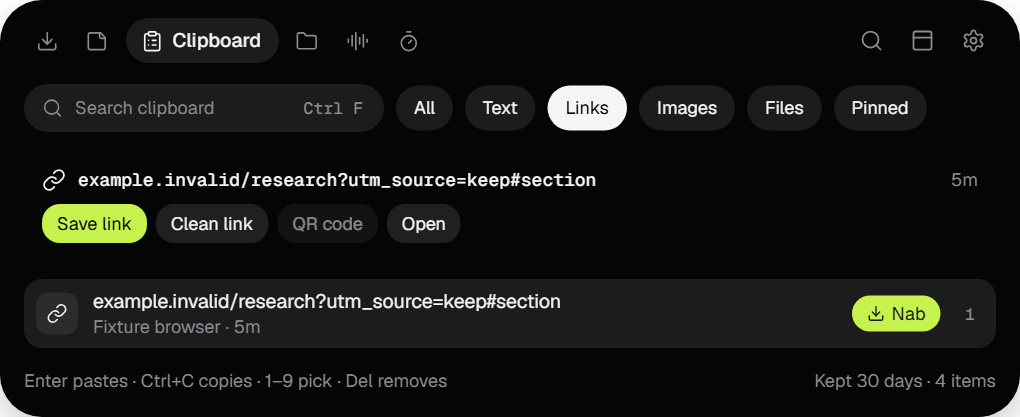 Clipboard
Search clipboard Ctrl F All Text Links Images Files Pinned
example.invalid/research?utm_source=keep#section 5m
Save link Clean link QR code Open
example.invalid/research?utm_source=keep#section
Fixture browser · 5m
Nab 1
Enter pastes · Ctrl+C copies · 1–9 pick · Del removes Kept 30 days · 4 items